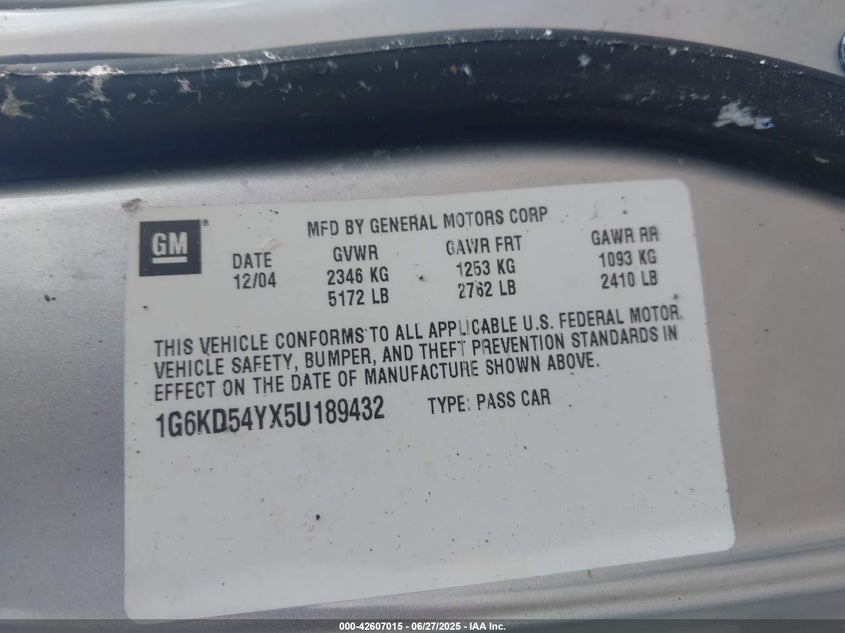 GM®
MFD BY GENERAL MOTORS CORP
DATE GVWR GAWR FRT GAWR RR
12/04 2346 KG 1253 KG 1093 KG
5172 LB 2762 LB 2410 LB
THIS VEHICLE CONFORMS TO ALL APPLICABLE U.S. FEDERAL MOTOR
VEHICLE SAFETY, BUMPER, AND THEFT PREVENTION STANDARDS IN
EFFECT ON THE DATE OF MANUFACTURE SHOWN ABOVE.
1G6KD54YX5U189432 TYPE: PASS CAR
000-42607015 - 06/27/2025 - IAA Inc.